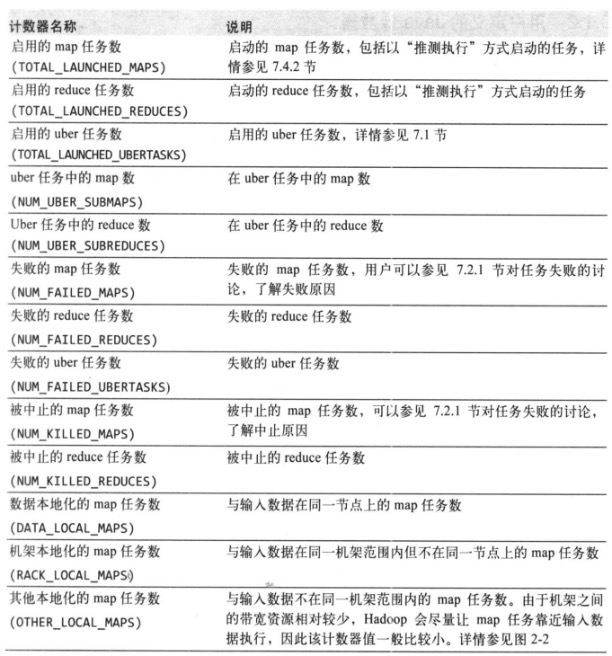 计数器名称 说明
启用的 map 任务数 启动的 map 任务数，包括以“推测执行”方式启动的任务，详
(TOTAL_LAUNCHED_MAPS) 情参见 7.4.2 节
启用的 reduce 任务数 启动的 reduce 任务数，包括以“推测执行”方式启动的任务
(TOTAL_LAUNCHED_REDUCES)
启用的 uber 任务数 启用的 uber 任务数，详情参见 7.1 节
(TOTAL_LAUNCHED_UBERTASKS)
uber 任务中的 map 数 在 uber 任务中的 map 数
(NUM_UBER_SUBMAPS)
Uber 任务中的 reduce 数 在 uber 任务中的 reduce 数
(NUM_UBER_SUBREDUCES)
失败的 map 任务数 失败的 map 任务数，用户可以参见 7.2.1 节对任务失败的讨
(NUM_FAILED_MAPS) 论，了解失败原因
失败的 reduce 任务数 失败的 reduce 任务数
(NUM_FAILED_REDUCES)
失败的 uber 任务数 失败的 uber 任务数
(NUM_FAILED_UBERTASKS)
被中止的 map 任务数 被中止的 map 任务数，可以参见 7.2.1 节对任务失败的讨论，
(NUM_KILLED_MAPS) 了解中止原因
被中止的 reduce 任务数 被中止的 reduce 任务数
(NUM_KILLED_REDUCES)
数据本地化的 map 任务数 与输入数据在同一节点上的 map 任务数
(DATA_LOCAL_MAPS)
机架本地化的 map 任务数 与输入数据在同一机架范围内但不在同一节点上的 map 任务数
(RACK_LOCAL_MAPS)
其他本地化的 map 任务数 与输入数据不在同一机架范围内的 map 任务数。由于机架之间
(OTHER_LOCAL_MAPS) 的带宽资源相对较少，Hadoop 会尽量让 map 任务靠近输入数
据执行，因此该计数器值一般比较小。详情参见图 2-2